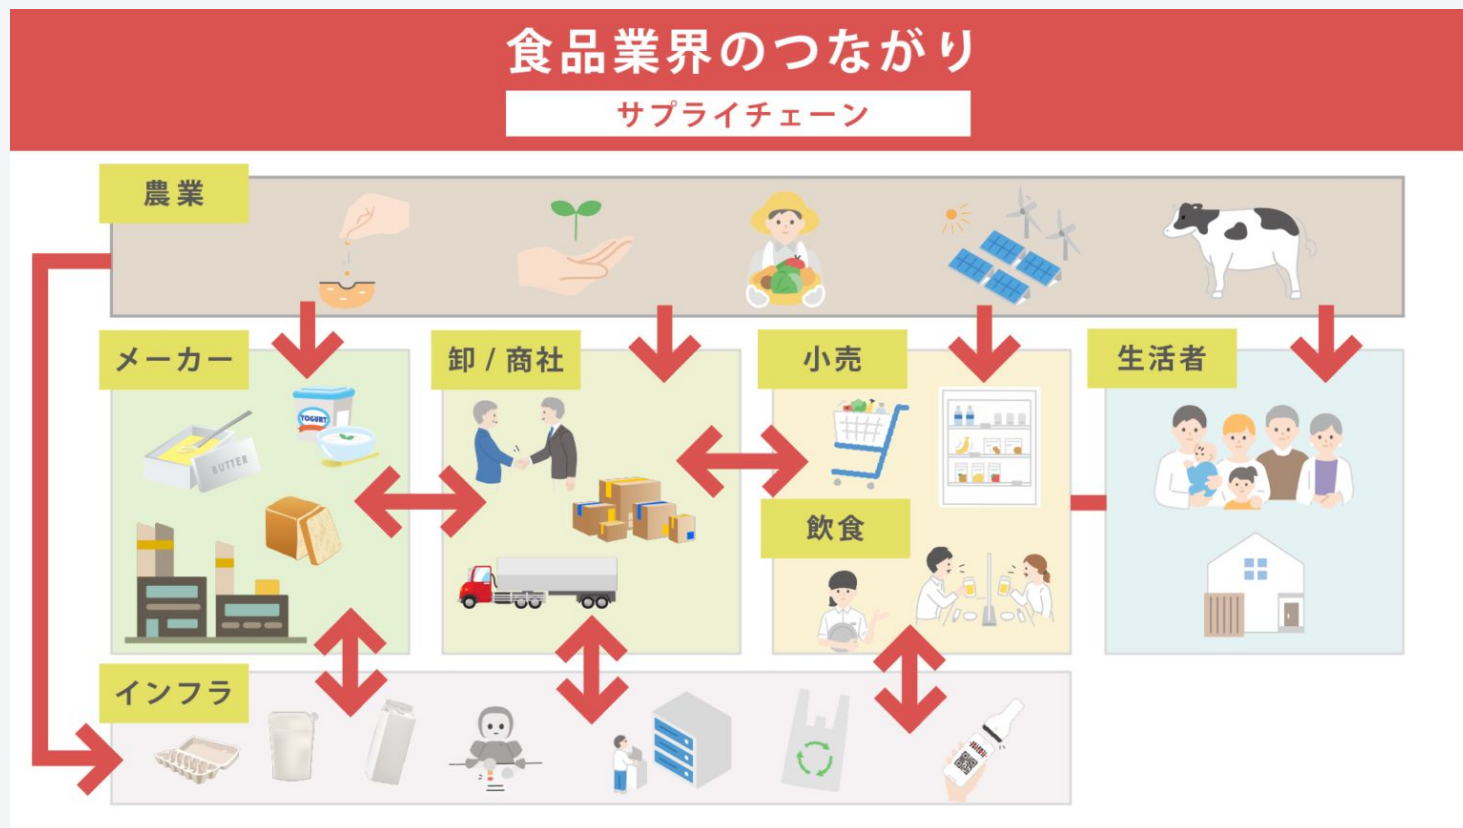 食品業界のつながり
サプライチェーン
農業
メーカー
卸 / 商社
小売
生活者
TOGURT
BUTTER
飲食
インフラ